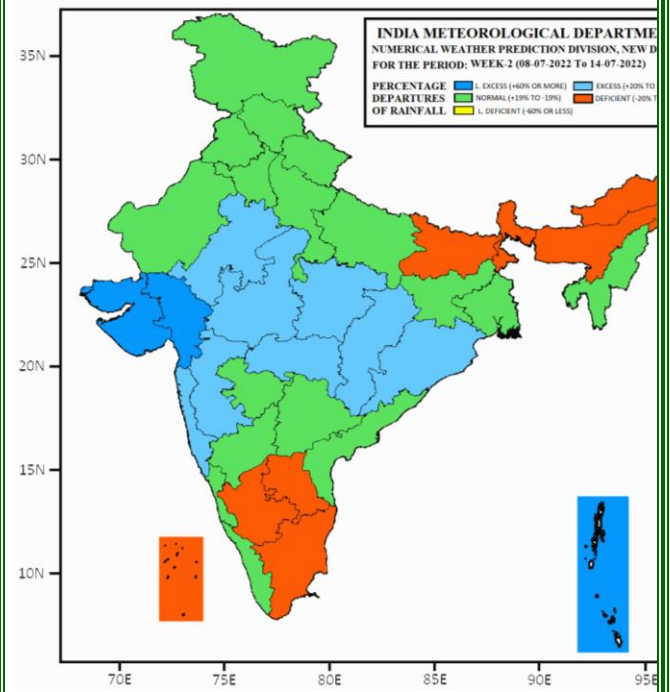 INDIA METEOROLOGICAL DEPARTME
NUMERICAL WEATHER PREDICTION DIVISION, NEW D
FOR THE PERIOD: WEEK-2 (08-07-2022 To 14-07-2022)
PERCENTAGE L. EXCESS (+60% OR MORE) EXCESS (+20% TO
DEPARTURES NORMAL (+19% TO -19%) DEFICIENT (-20% T
OF RAINFALL L. DEFICIENT (-60% OR LESS)
35N
30N
25N
20N
15N
10N
70E 75E 80E 85E 90E 95E